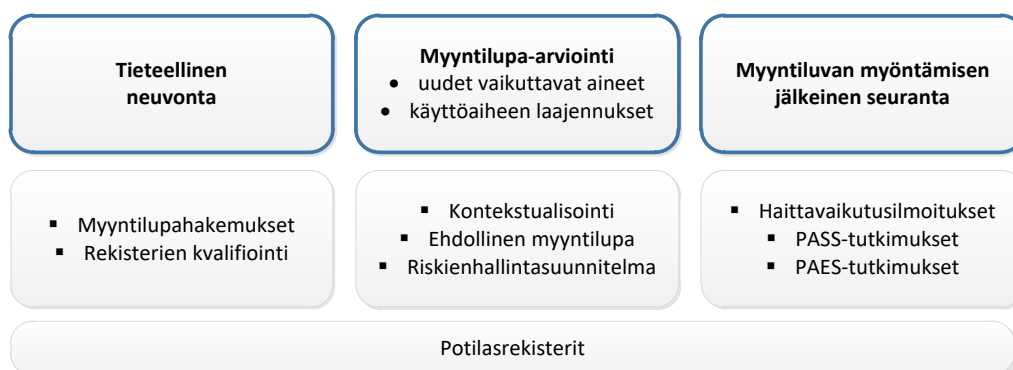 Tieteellinen
neuvonta
Myyntilupa-arviointi
• uudet vaikuttavat aineet
• käyttöaiheen laajennukset
Myyntiluvan myöntämisen
jälkeinen seuranta
▪ Myyntilupahakemukset
▪ Rekisterien kvalifiointi
▪ Kontekstualisointi
▪ Ehdollinen myyntilupa
▪ Riskienhallintasuunnitelma
▪ Haittavaikutusilmoitukset
▪ PASS-tutkimukset
▪ PAES-tutkimukset
Potilasrekisterit